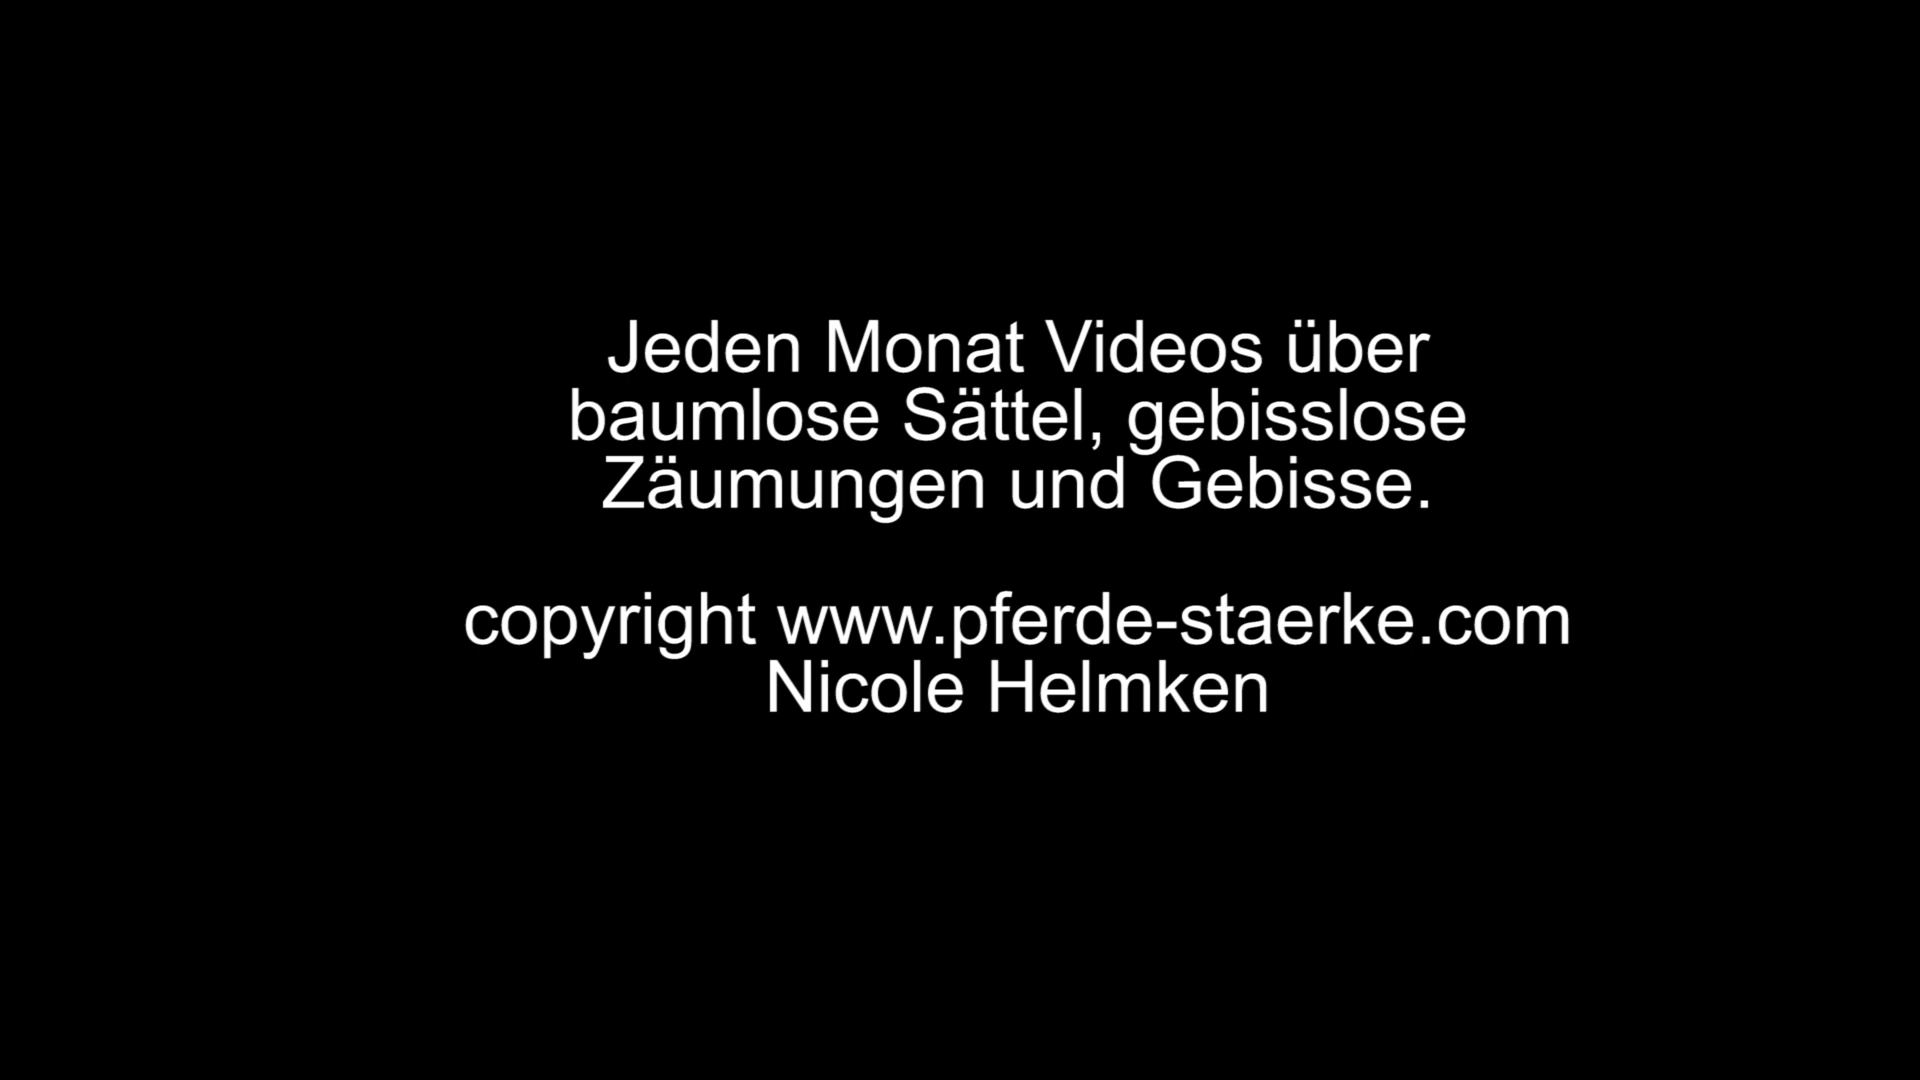 Jeden Monat Videos über
baumlose Sättel, gebisslose
Zäumungen und Gebisse.
copyright www.pferde-staerke.com
Nicole Helmken